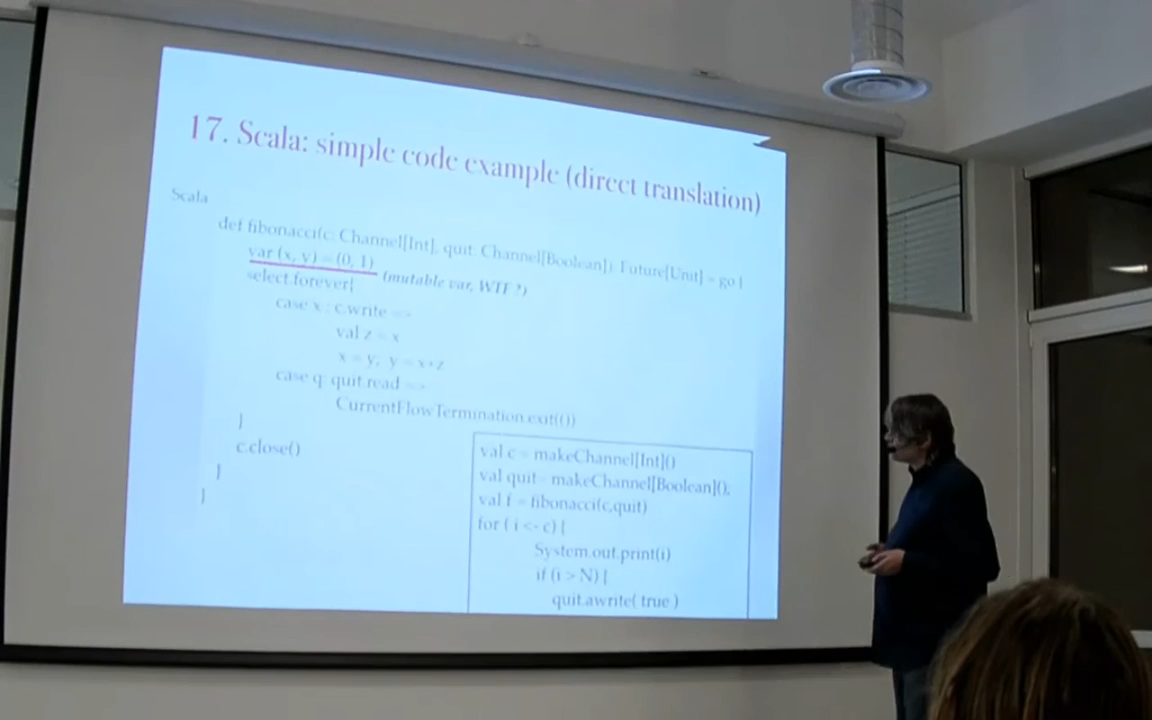 17. Scala: simple code example (direct translation)
Scala
def fibonacci(c: Channel[Int], quit: Channel[Boolean]): Future[Unit] = go {
var (x, y) = (0, 1)
(mutable var, WTF ?)
select.forever{
case x : c.write =>
val z = x
x = y; y = x+z
case q: quit.read =>
CurrentFlowTermination.exit(())
}
c.close()
}
}
val c = makeChannel[Int]()
val quit = makeChannel[Boolean]();
val f = fibonacci(c,quit)
for ( i <- c) {
System.out.print(i)
if (i > N) {
quit.awrite( true )